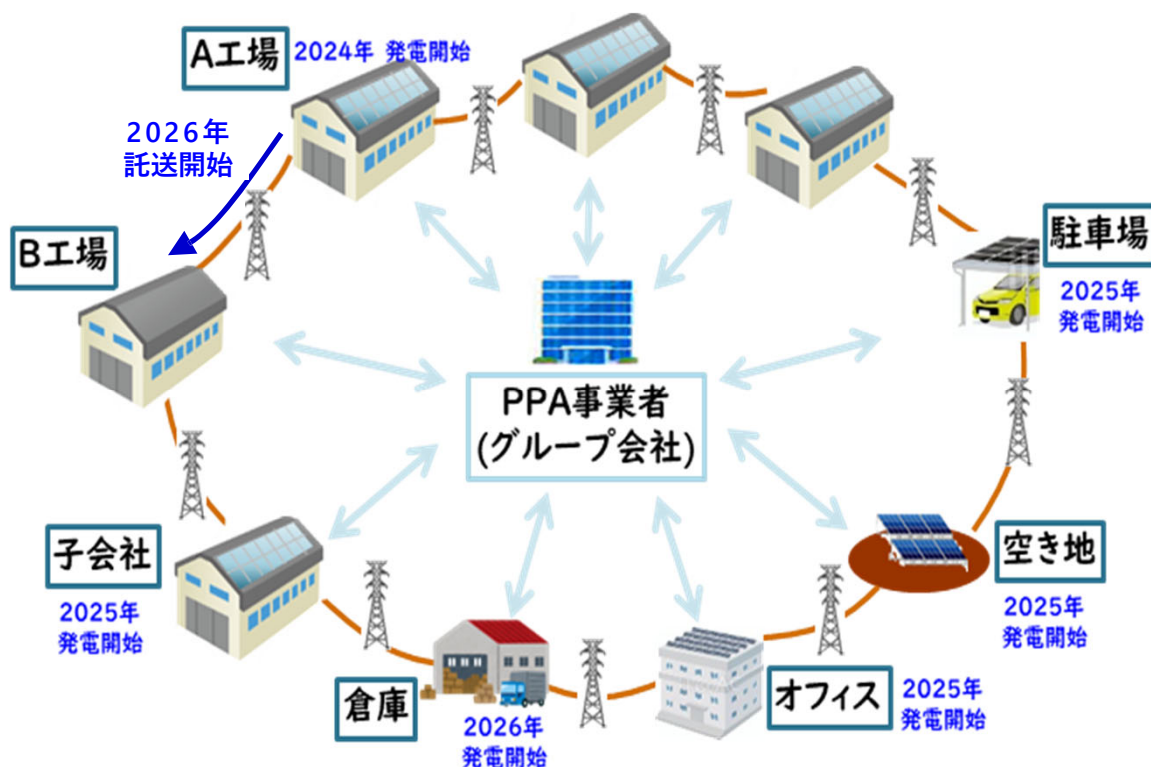 A工場
2024年 発電開始
2026年
託送開始
B工場
駐車場
2025年
発電開始
PPA事業者
(グループ会社)
子会社
2025年
発電開始
空き地
2025年
発電開始
倉庫
2026年
発電開始
オフィス
2025年
発電開始